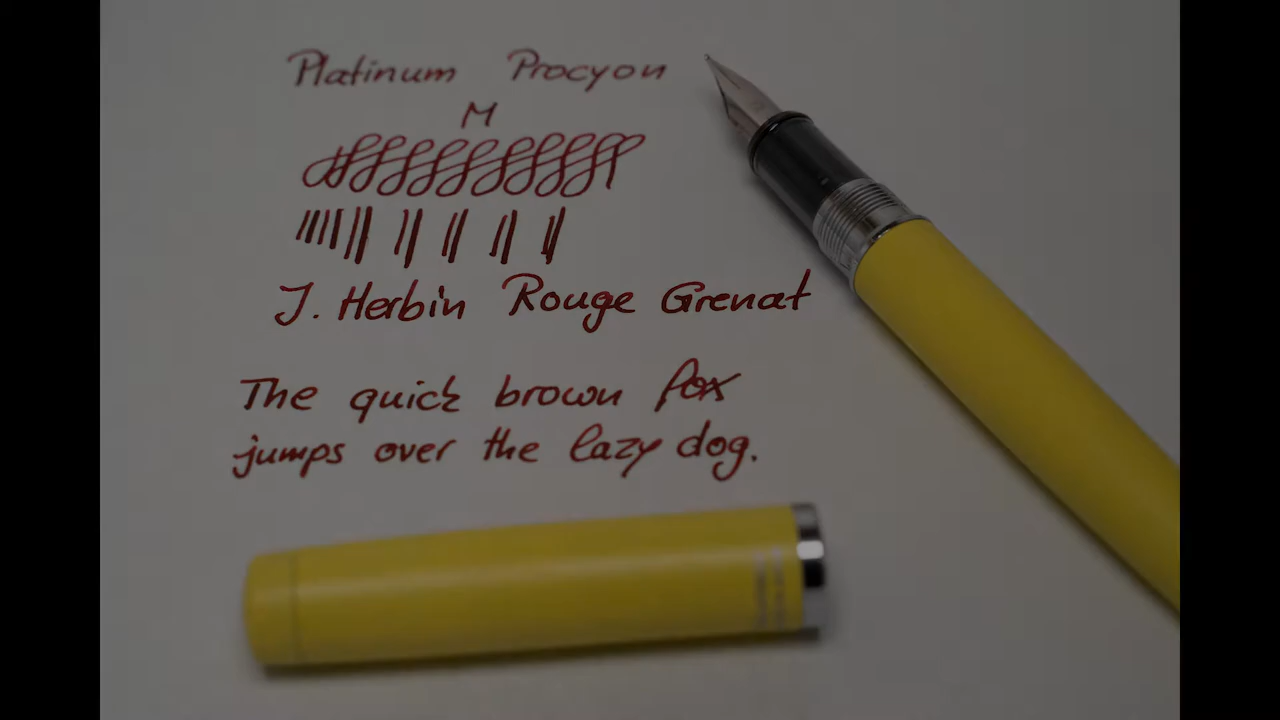 Platinum Procyon
M
J. Herbin Rouge Grenat
The quick brown fox
jumps over the lazy dog.